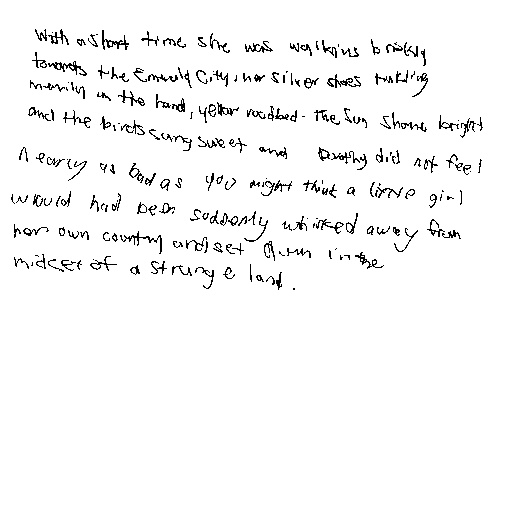 With a short time she was walking briskly
towards the Emerald City, her silver shoes tinkling
merrily on the hard, yellow roadbed. The sun shone bright
and the birds sang sweet and Dorothy did not feel
nearly as bad as you might think a little girl
would had been suddenly whisked away from
her own country and set down in the
midst of a strange land.